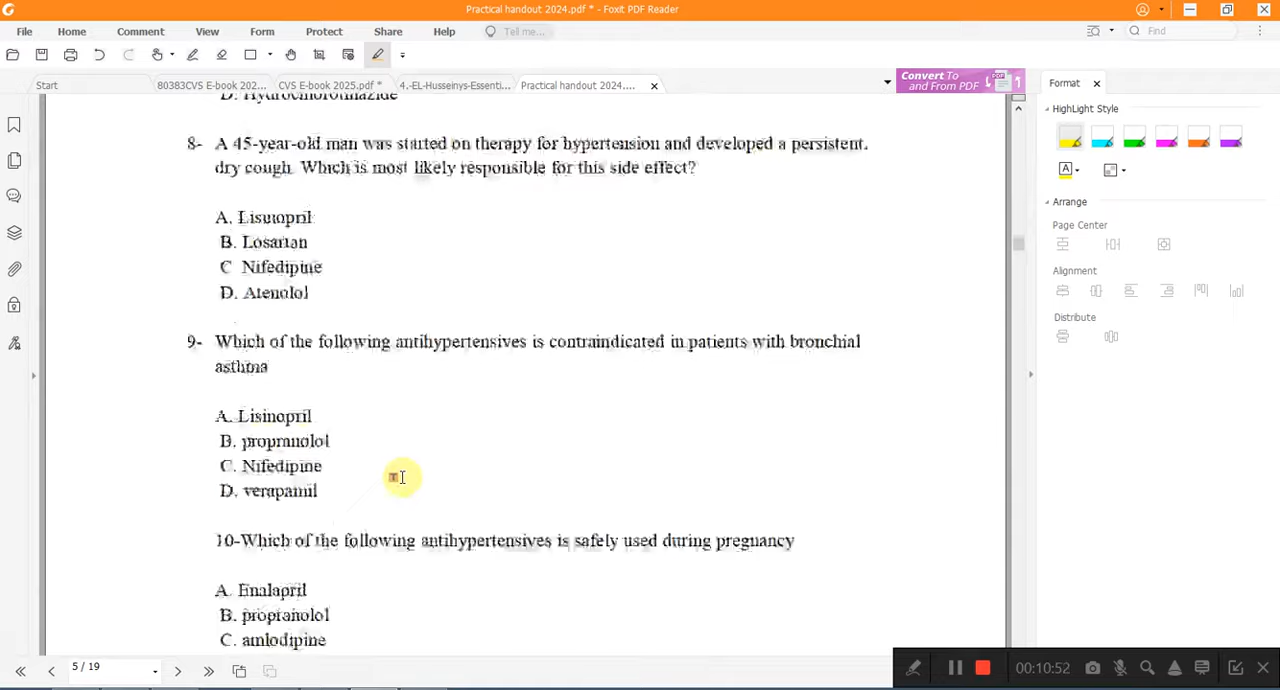 Practical handout 2024.pdf * - Foxit PDF Reader
File Home Comment View Form Protect Share Help Tell me... Find
Start 80383CVS E-book 202... CVS E-book 2025.pdf * 4,-EL-Husseinys-Essenti... Practical handout 2024....
Convert To
and From PDF
D. Hydrochlorothiazide
8- A 45-year-old man was started on therapy for hypertension and developed a persistent.
dry cough Which is most likely responsible for this side effect?
A. Lisinopril
B. Losartan
C Nifedipine
D. Atenolol
9- Which of the following antihypertensives is contraindicated in patients with bronchial
asthma
A. Lisinopril
B. propranolol
C. Nifedipine
D. verapamil
10-Which of the following antihypertensives is safely used during pregnancy
A. Enalapril
B. propranolol
C. amlodipine
Format
HighLight Style
Arrange
Page Center
Alignment
Distribute
5 / 19
00:10:52